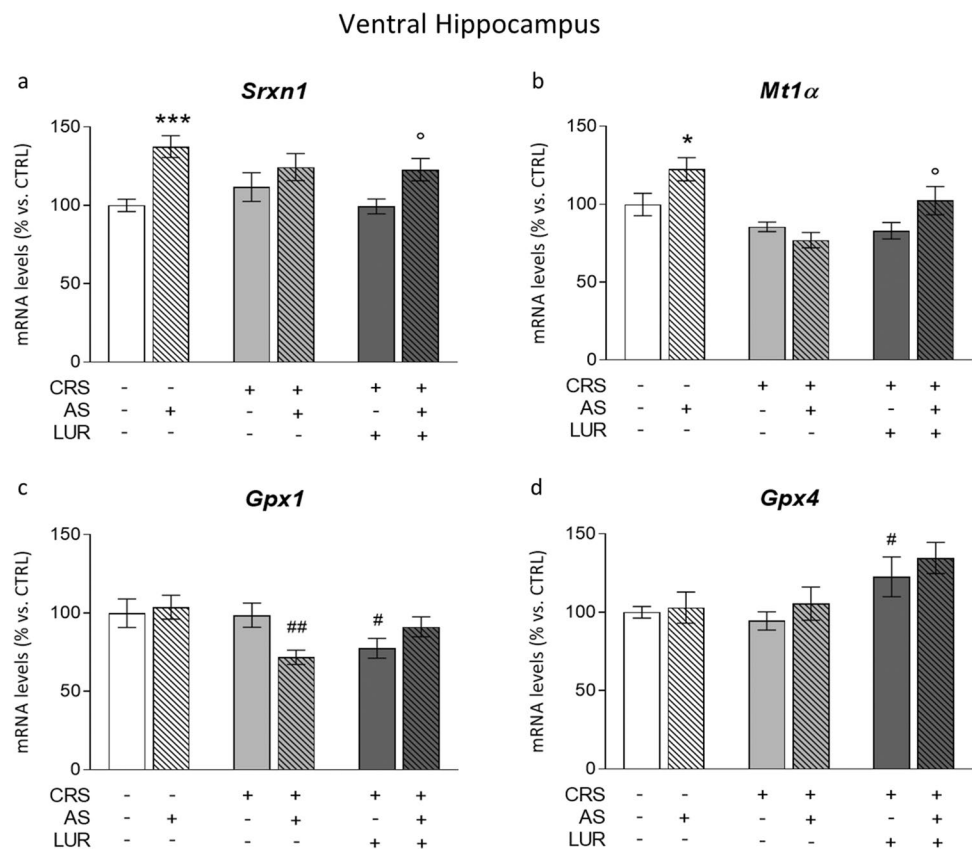 Ventral Hippocampus
a
Srxn1
mRNA levels (% vs. CTRL)
150
100
50
0
***
°
CRS - - + + + +
AS - + - + - +
LUR - - - - + +
b
Mt1α
mRNA levels (% vs. CTRL)
150
100
50
0
*
°
CRS - - + + + +
AS - + - + - +
LUR - - - - + +
c
Gpx1
mRNA levels (% vs. CTRL)
150
100
50
0
##
#
CRS - - + + + +
AS - + - + - +
LUR - - - - + +
d
Gpx4
mRNA levels (% vs. CTRL)
150
100
50
0
#
CRS - - + + + +
AS - + - + - +
LUR - - - - + +